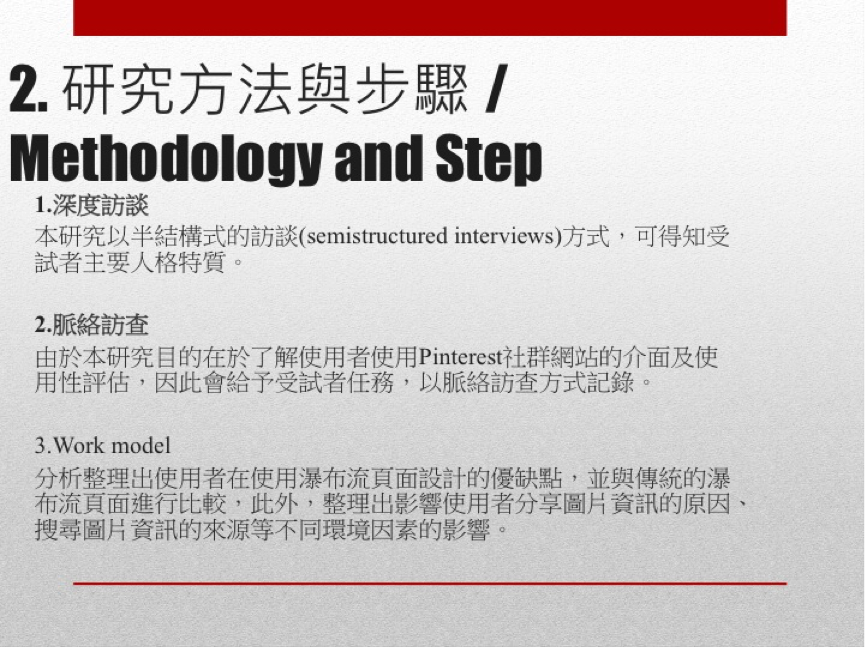 2. 研究方法與步驟 /
Methodology and Step
1.深度訪談
本研究以半結構式的訪談(semistructured interviews)方式，可得知受
試者主要人格特質。
2.脈絡訪查
由於本研究目的在於了解使用者使用Pinterest社群網站的介面及使
用性評估，因此會給予受試者任務，以脈絡訪查方式記錄。
3.Work model
分析整理出使用者在使用瀑布流頁面設計的優缺點，並與傳統的瀑
布流頁面進行比較，此外，整理出影響使用者分享圖片資訊的原因、
搜尋圖片資訊的來源等不同環境因素的影響。